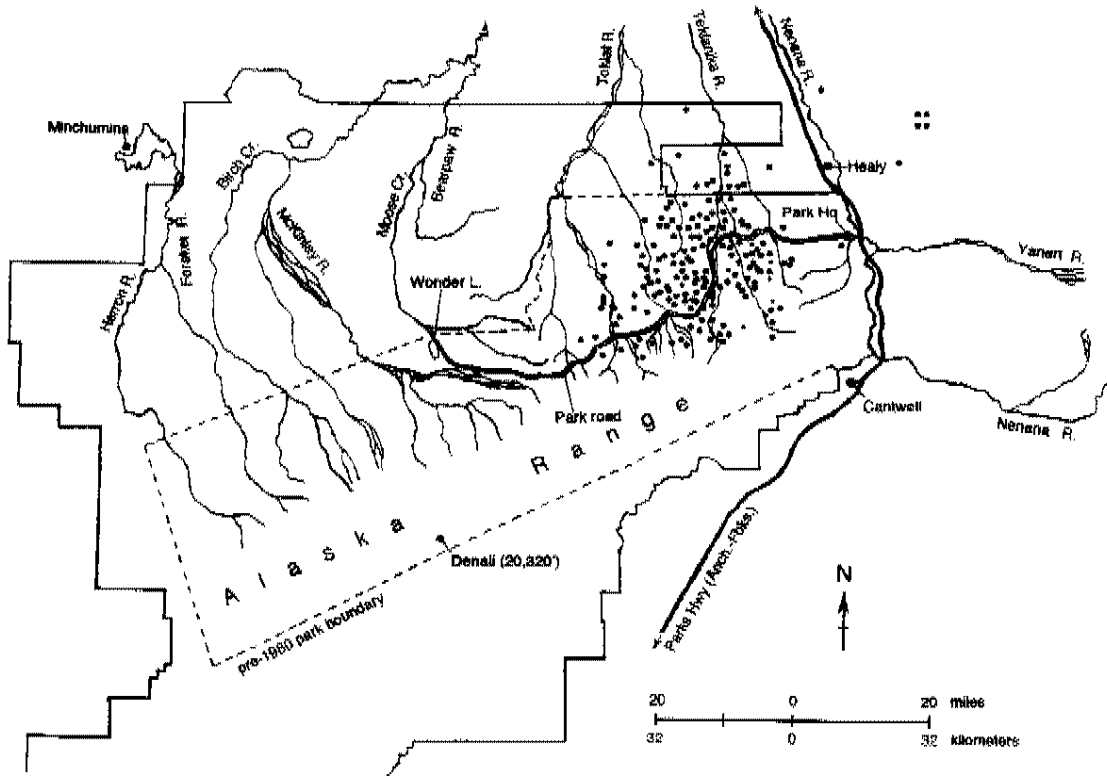 Nenana R.
Toklat R.
Teklanika R.
Minchumina
Birch Cr.
Bearpaw R.
Healy
Moose Cr.
McKinley R.
Foraker R.
Park Hq
Yanert R.
Herron R.
Wonder L.
Cantwell
Park road
Nenana R.
Alaska Range
Denali (20,320')
pre-1980 park boundary
Parks Hwy (Anch.-Fbks.)
N
20 0 20 miles
32 0 32 kilometers